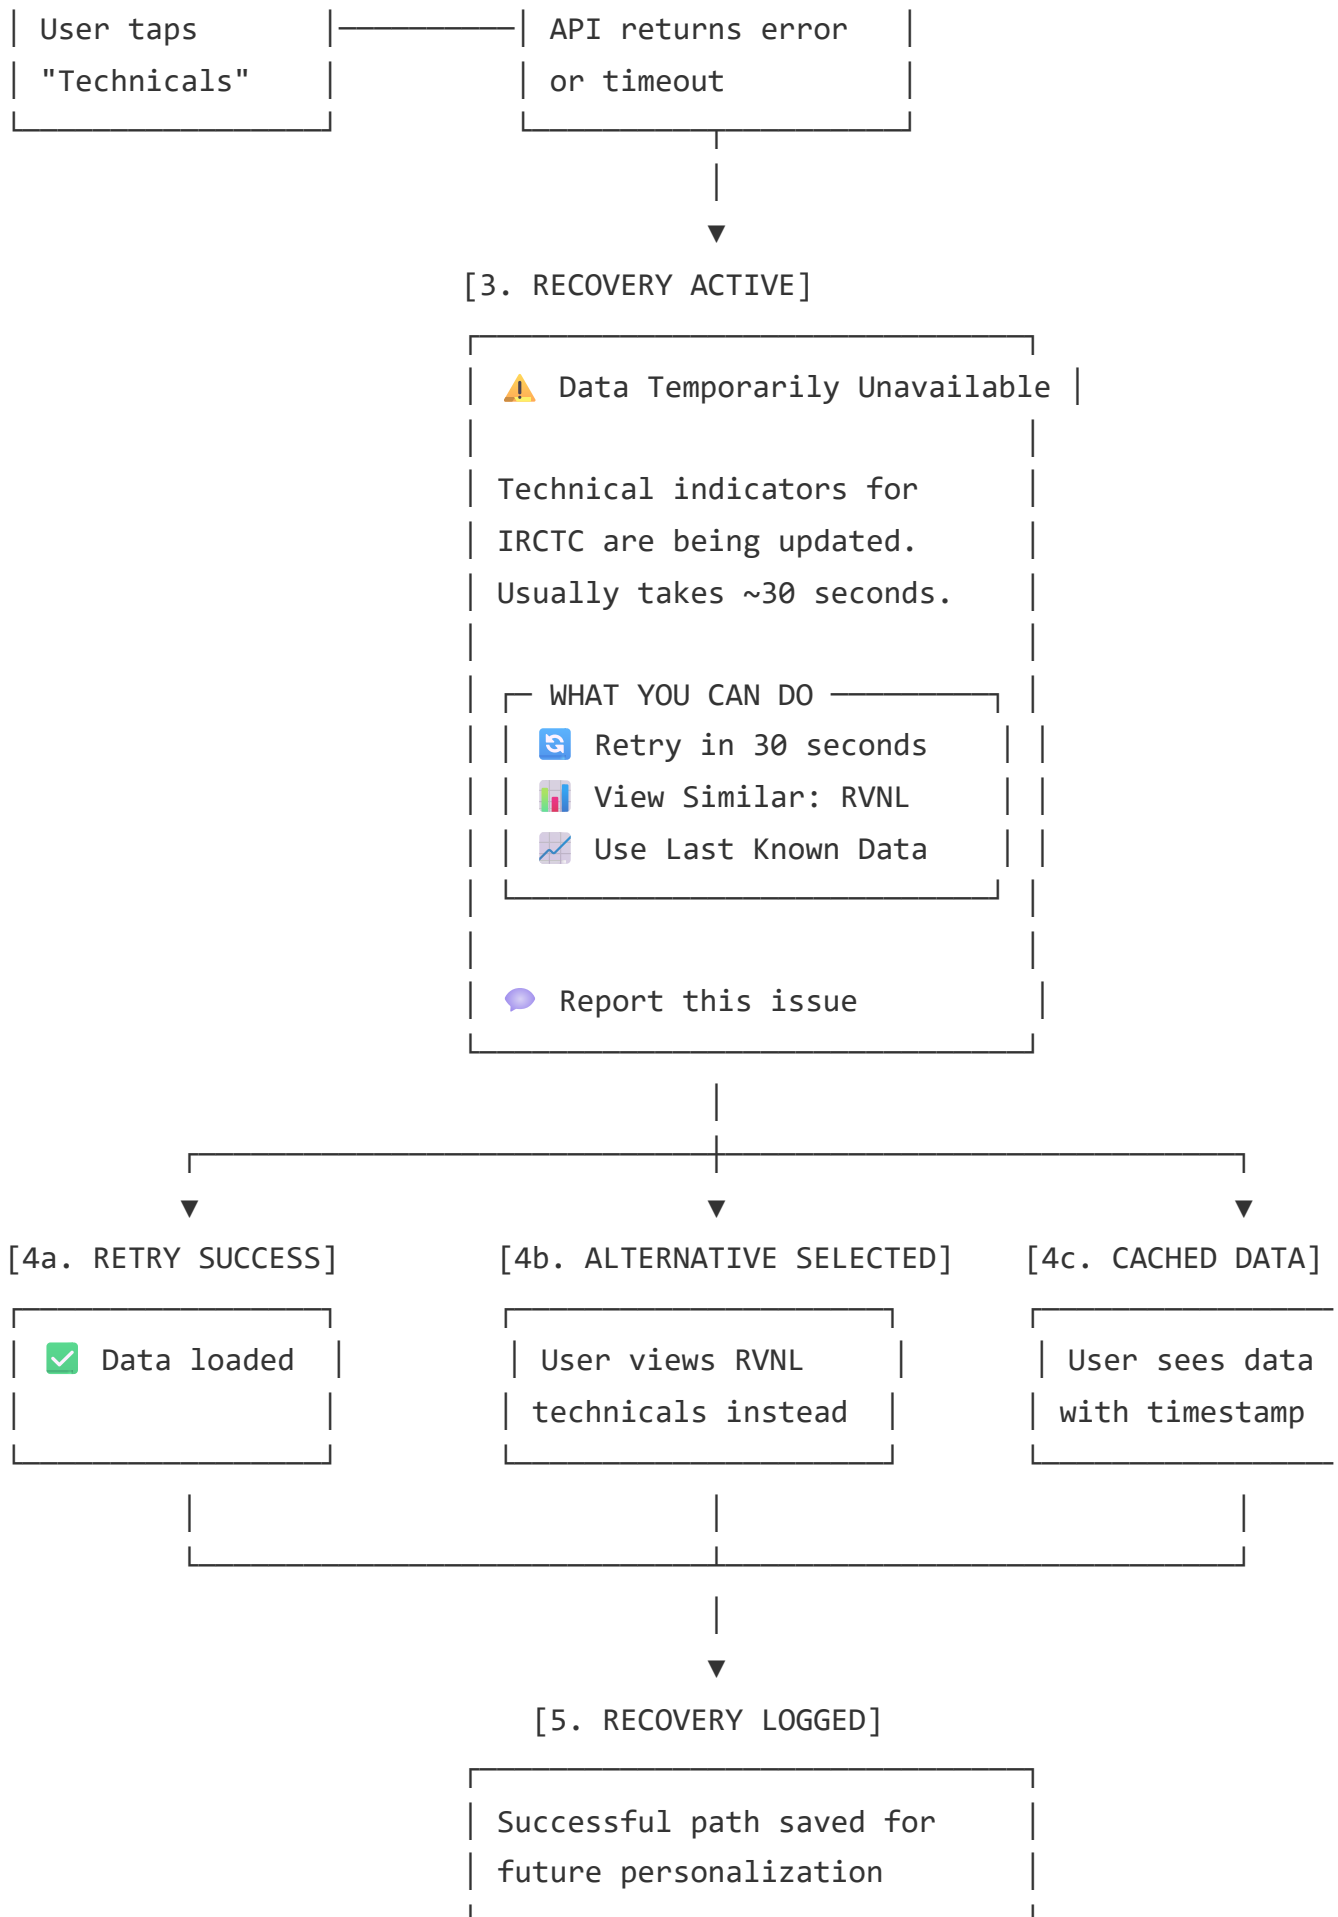 User taps
API returns error
"Technicals"
or timeout
[3. RECOVERY ACTIVE]
⚠️ Data Temporarily Unavailable
Technical indicators for
IRCTC are being updated.
Usually takes ~30 seconds.
WHAT YOU CAN DO
🔄 Retry in 30 seconds
📊 View Similar: RVNL
📈 Use Last Known Data
💬 Report this issue
[4a. RETRY SUCCESS]
[4b. ALTERNATIVE SELECTED]
[4c. CACHED DATA]
✅ Data loaded
User views RVNL
User sees data
technicals instead
with timestamp
[5. RECOVERY LOGGED]
Successful path saved for
future personalization